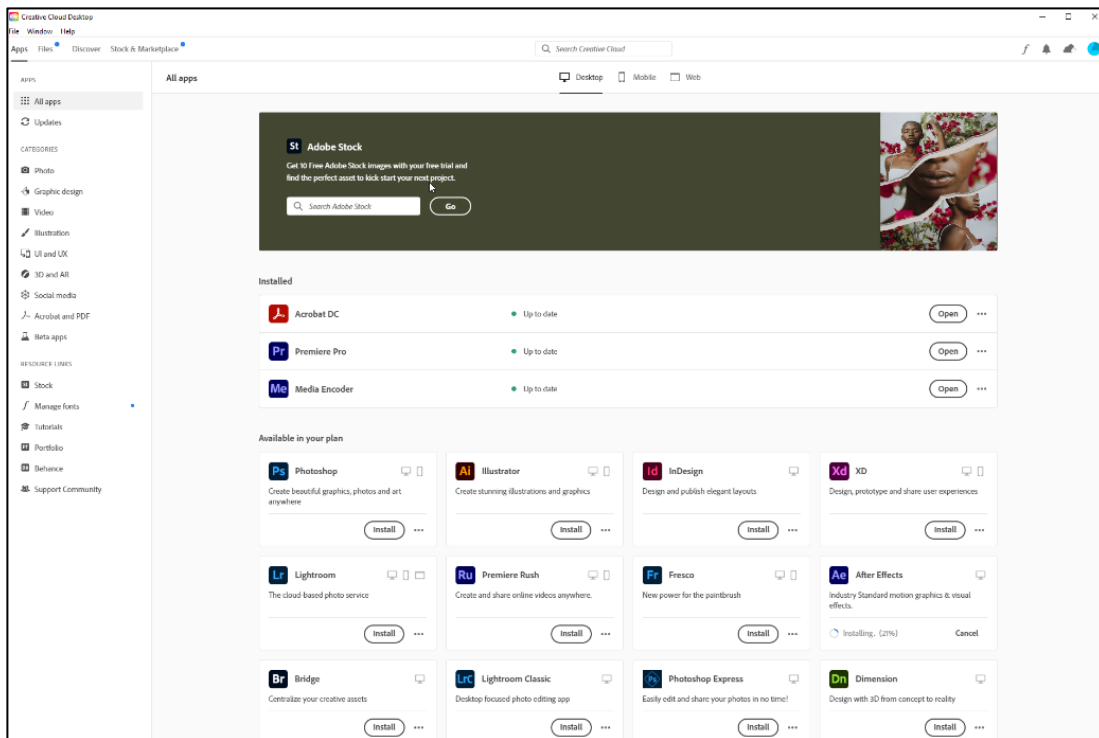 Creative Cloud Desktop
File Window Help
Apps Files Discover Stock & Marketplace
Search Creative Cloud
APPS
All apps
Updates
CATEGORIES
Photo
Graphic design
Video
Illustration
UI and UX
3D and AR
Social media
Acrobat and PDF
Beta apps
RESOURCE LINKS
Stock
Manage fonts
Tutorials
Portfolio
Behance
Support Community
All apps
Desktop Mobile Web
St Adobe Stock
Get 10 Free Adobe Stock images with your free trial and
find the perfect asset to kick start your next project.
Search Adobe Stock Go
Installed
Acrobat DC Up to date Open
Pr Premiere Pro Up to date Open
Me Media Encoder Up to date Open
Available in your plan
Ps Photoshop
Create beautiful graphics, photos and art
anywhere
Install
Ai Illustrator
Create stunning illustrations and graphics
Install
Id InDesign
Design and publish elegant layouts
Install
Xd XD
Design, prototype and share user experiences
Install
Lr Lightroom
The cloud-based photo service
Install
Ru Premiere Rush
Create and share online videos anywhere.
Install
Fr Fresco
New power for the paintbrush
Install
Ae After Effects
Industry Standard motion graphics & visual
effects.
Installing. (21%) Cancel
Br Bridge
Centralize your creative assets
Install
LrC Lightroom Classic
Desktop focused photo editing app
Install
Ps Photoshop Express
Easily edit and share your photos in no time!
Install
Dn Dimension
Design with 3D from concept to reality
Install